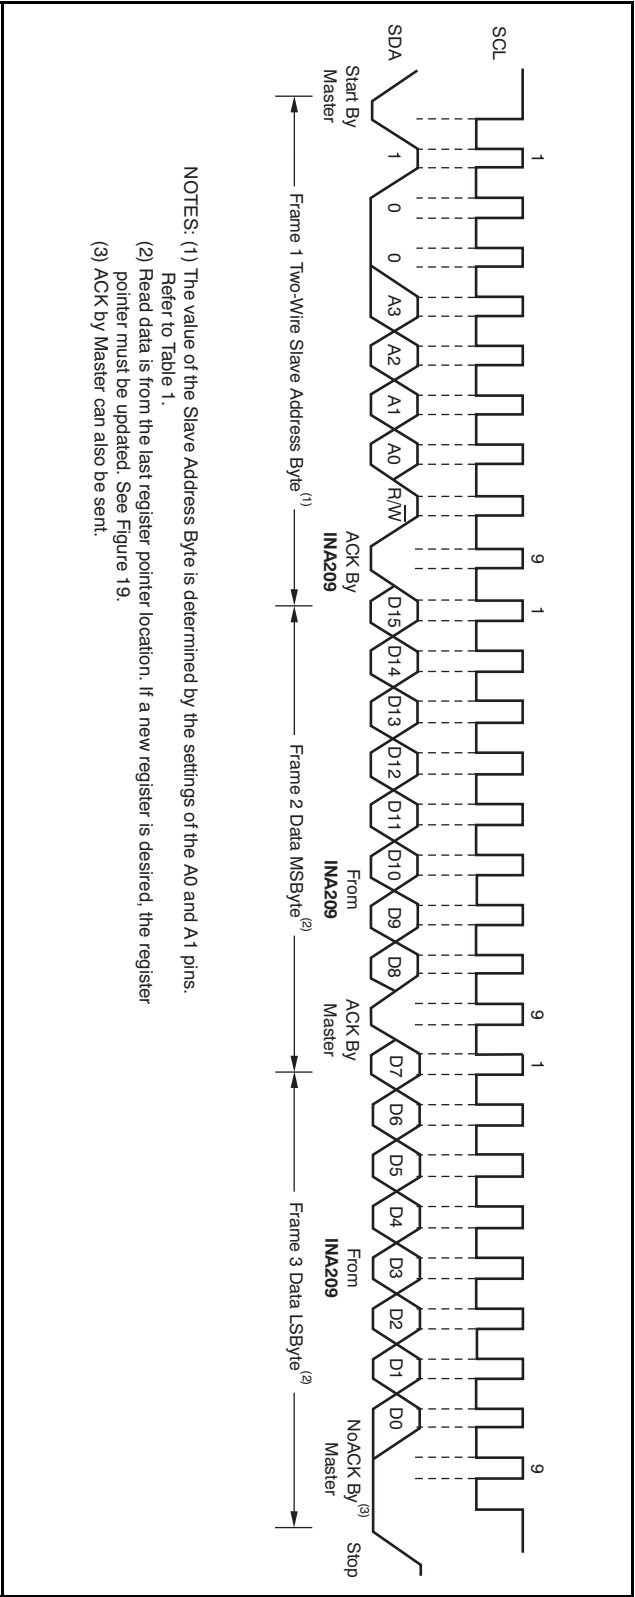 1 9 1 9 1 9
SCL
SDA 1 0 0 A3 A2 A1 A0 R/W D15 D14 D13 D12 D11 D10 D9 D8 D7 D6 D5 D4 D3 D2 D1 D0
Start By
Master
ACK By
INA209
From
INA209
ACK By
Master
From
INA209
NoACK By(3)
Master
Stop
Frame 1 Two-Wire Slave Address Byte(1)
Frame 2 Data MSByte(2)
Frame 3 Data LSByte(2)
NOTES: (1) The value of the Slave Address Byte is determined by the settings of the A0 and A1 pins.
Refer to Table 1.
(2) Read data is from the last register pointer location. If a new register is desired, the register
pointer must be updated. See Figure 19.
(3) ACK by Master can also be sent.